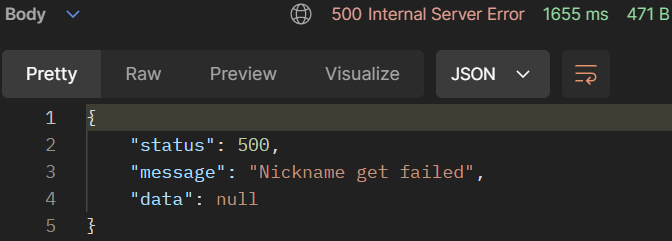 Body 500 Internal Server Error 1655 ms 471 B
Pretty Raw Preview Visualize JSON
1 {
2 "status": 500,
3 "message": "Nickname get failed",
4 "data": null
5 }